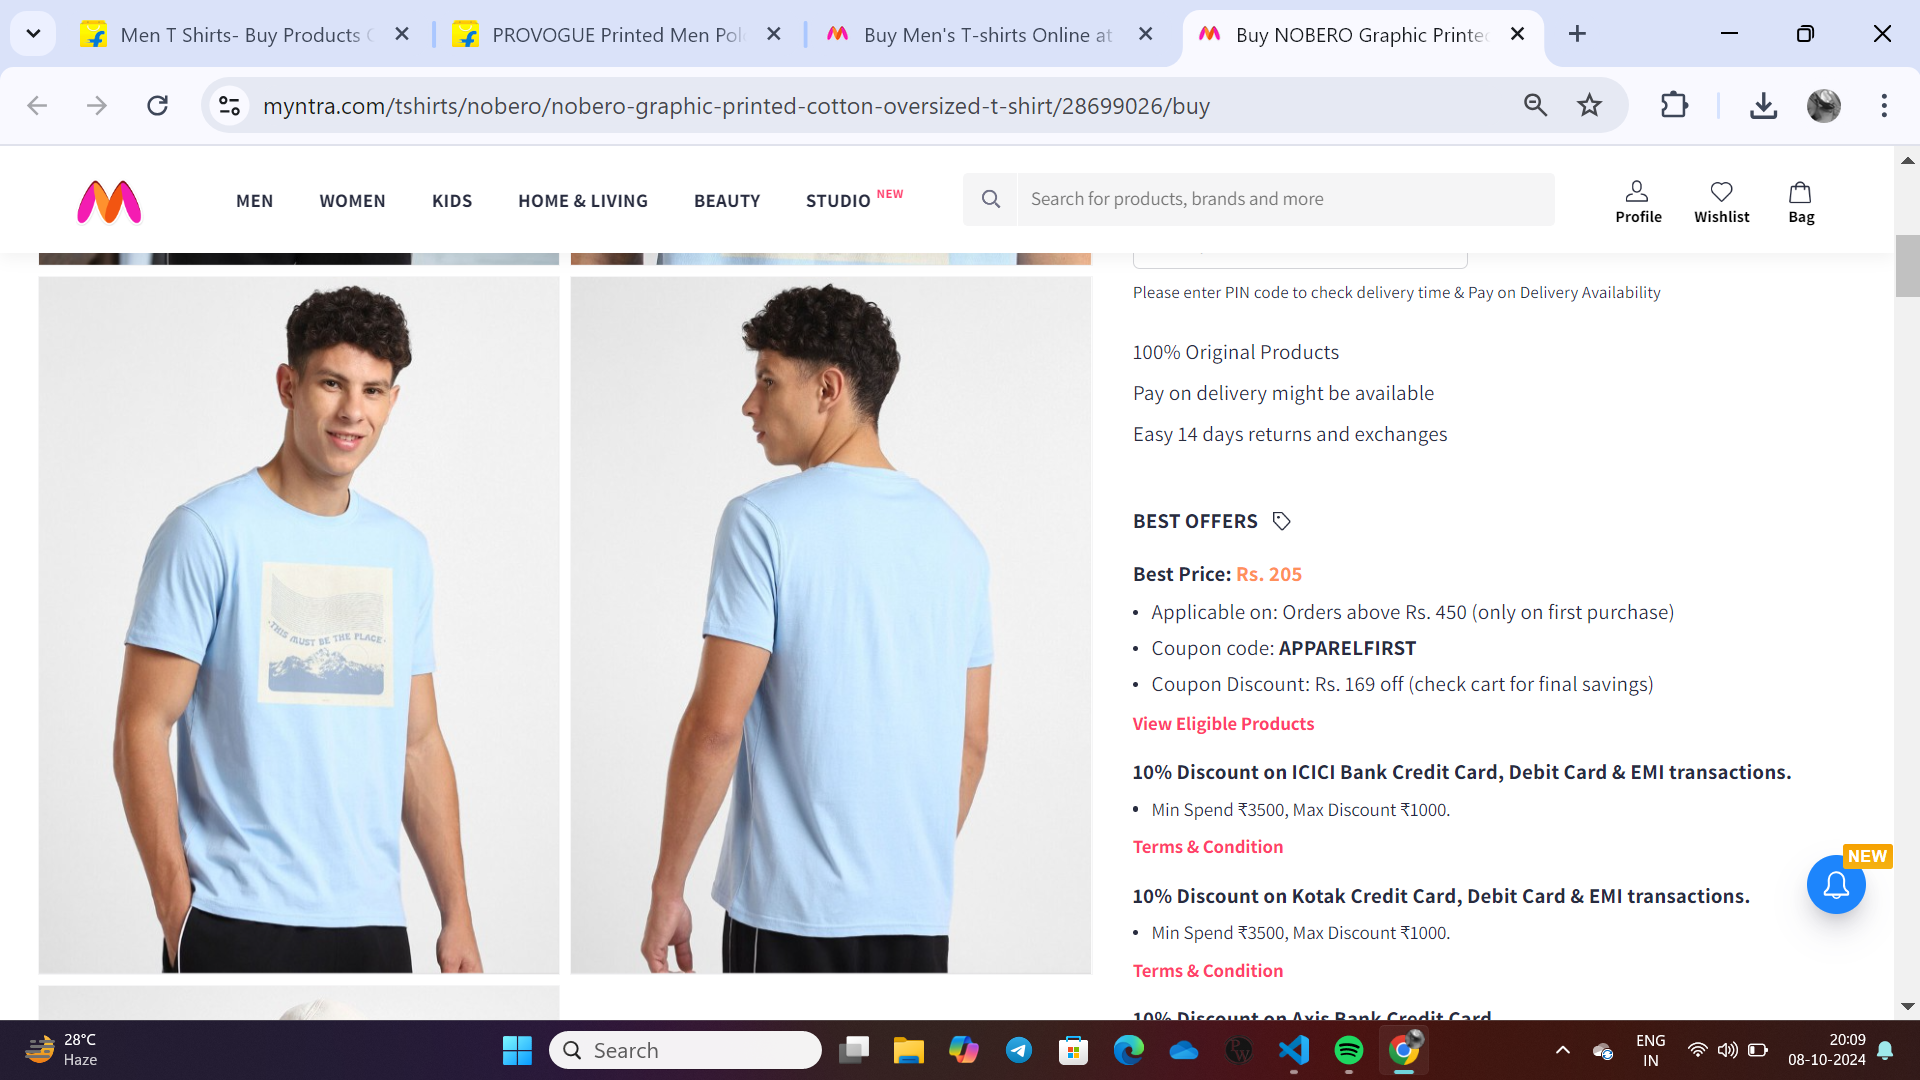 Men T Shirts- Buy Products
PROVOGUE Printed Men Pol
Buy Men's T-shirts Online at
Buy NOBERO Graphic Printe
myntra.com/tshirts/nobero/nobero-graphic-printed-cotton-oversized-t-shirt/28699026/buy
MEN
WOMEN
KIDS
HOME & LIVING
BEAUTY
STUDIO NEW
Search for products, brands and more
Profile
Wishlist
Bag
Please enter PIN code to check delivery time & Pay on Delivery Availability
100% Original Products
Pay on delivery might be available
Easy 14 days returns and exchanges
BEST OFFERS
Best Price: Rs. 205
• Applicable on: Orders above Rs. 450 (only on first purchase)
• Coupon code: APPARELFIRST
• Coupon Discount: Rs. 169 off (check cart for final savings)
View Eligible Products
10% Discount on ICICI Bank Credit Card, Debit Card & EMI transactions.
• Min Spend ₹3500, Max Discount ₹1000.
Terms & Condition
10% Discount on Kotak Credit Card, Debit Card & EMI transactions.
• Min Spend ₹3500, Max Discount ₹1000.
Terms & Condition
10% Discount on Axis Bank Credit Card
NEW
·THIS MUST BE THE PLACE·
28°C
Haze
Search
ENG
IN
20:09
08-10-2024